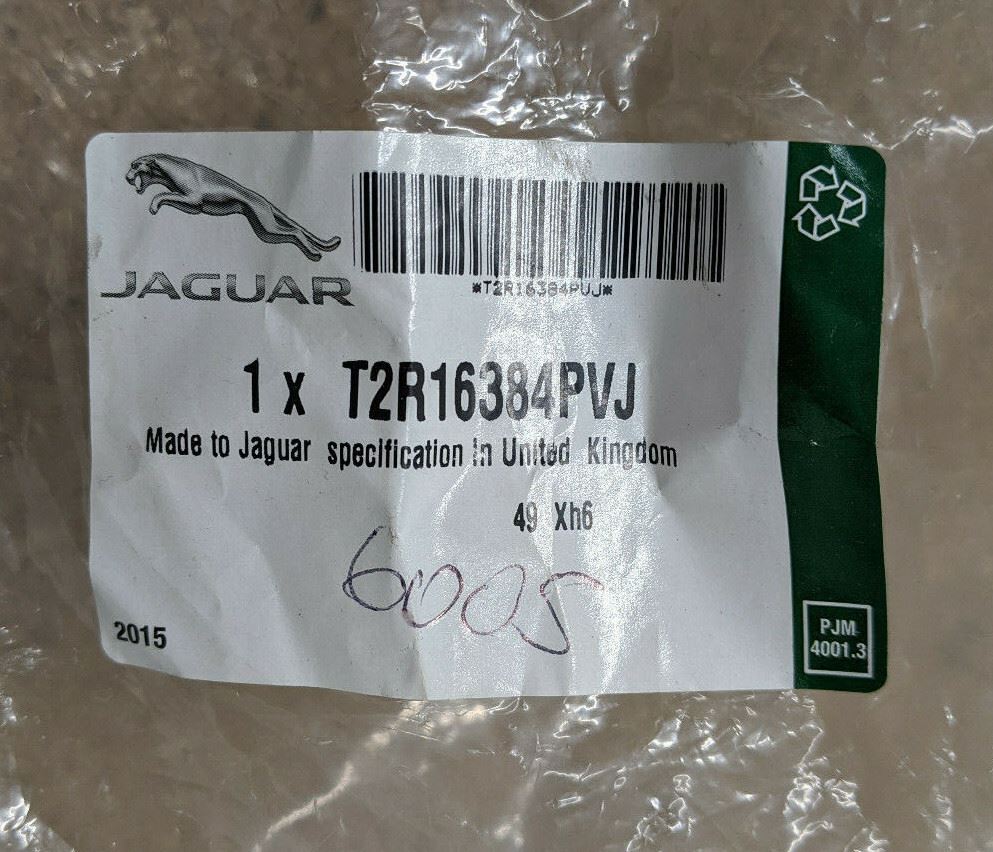 JAGUAR
*T2R16384PVJ*
1 x T2R16384PVJ
Made to Jaguar specification In United Kingdom
49 Xh6
6005
2015
PJM
4001.3